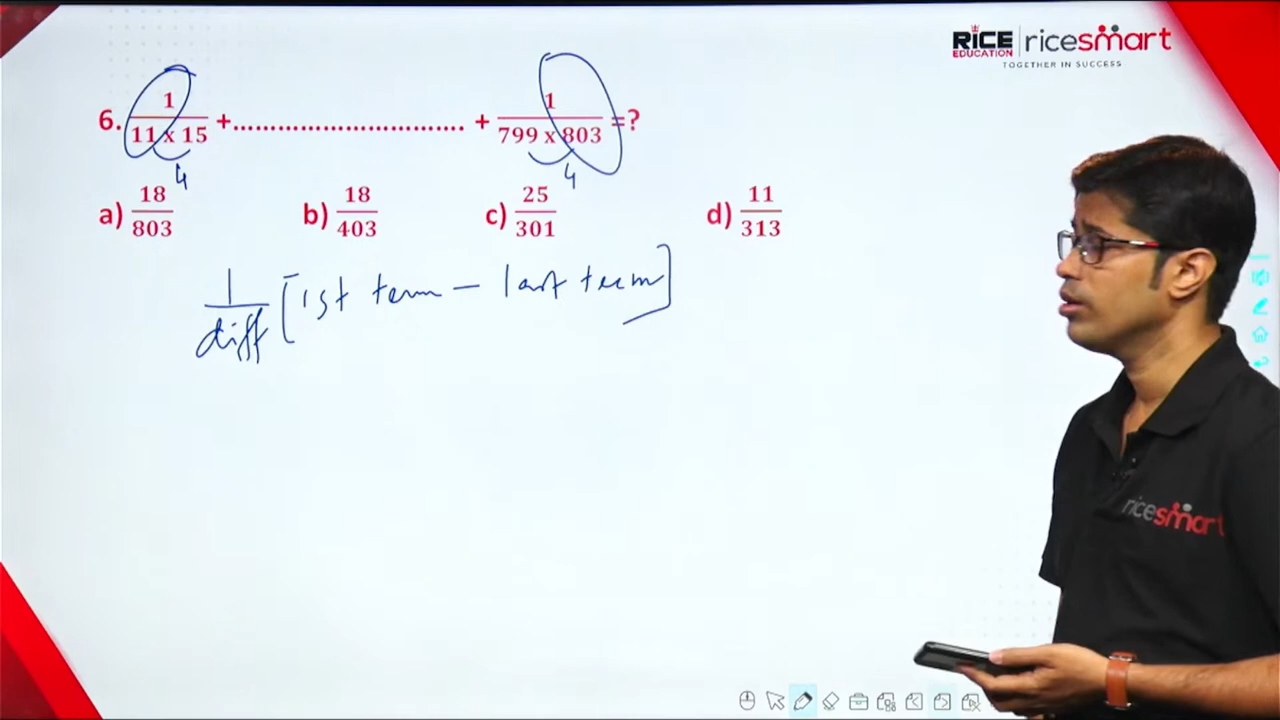 RICE EDUCATION | ricesmart
TOGETHER IN SUCCESS
6. 1/(11 x 15) + ............................. + 1/(799 x 803) =?
4 4
a) 18/803 b) 18/403 c) 25/301 d) 11/313
1/diff [1st term - last term]
ricesmart